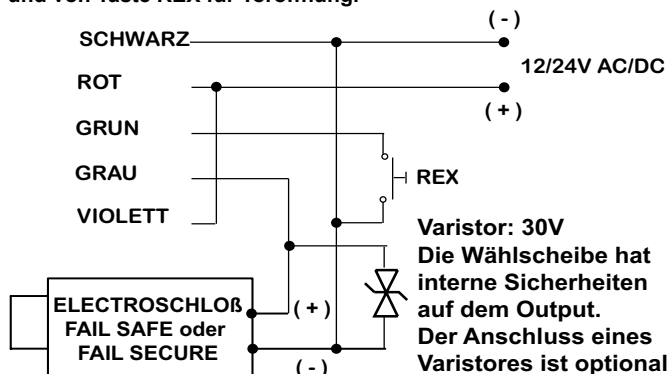 und von Taste REX für Toröffnung.
( - )
SCHWARZ
12/24V AC/DC
ROT
( + )
GRUN
GRAU
REX
VIOLETT
Varistor: 30V
Die Wählscheibe hat
interne Sicherheiten
auf dem Output.
Der Anschluss eines
Varistores ist optional
ELECTROSCHLOß
FAIL SAFE oder
FAIL SECURE
( + )
( - )